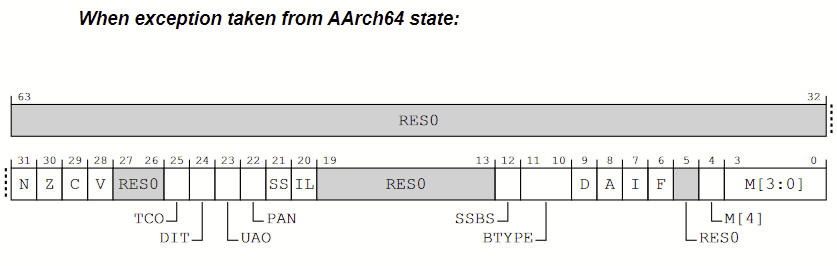 When exception taken from AArch64 state:
63 32
RES0
31 30 29 28 27 26 25 24 23 22 21 20 19 13 12 11 10 9 8 7 6 5 4 3 0
N Z C V RES0 SS IL RES0 D A I F M[3:0]
TCO PAN SSBS M[4]
DIT UAO BTYPE RES0